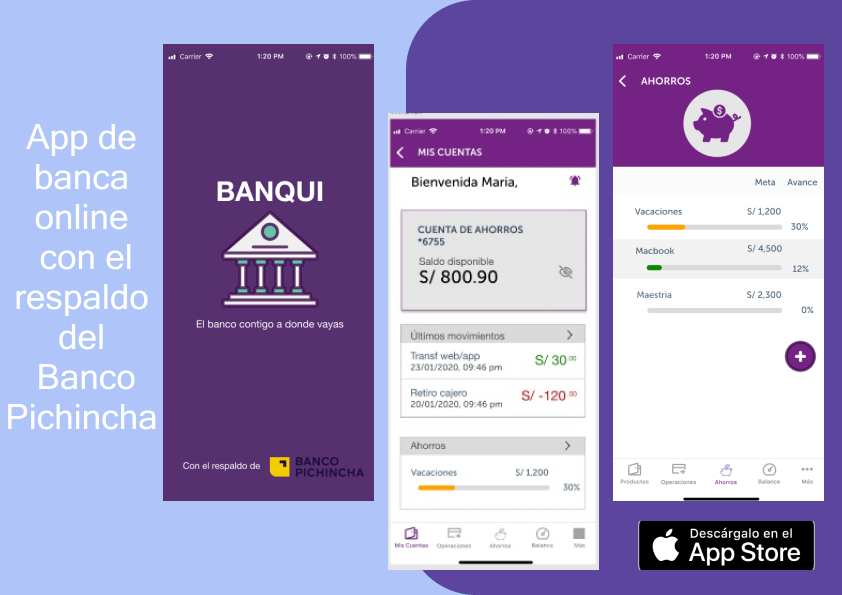 App de
banca
online
con el
respaldo
del
Banco
Pichincha
Carrier 1:20 PM 100%
BANQUI
El banco contigo a donde vayas
Con el respaldo de BANCO
PICHINCHA
Carrier 1:20 PM 100%
MIS CUENTAS
Bienvenida Maria,
CUENTA DE AHORROS
*6755
Saldo disponible
S/ 800.90
Últimos movimientos
Transf web/app S/ 30.00
23/01/2020, 09:46 pm
Retiro cajero S/ -120.00
20/01/2020, 09:46 pm
Ahorros
Vacaciones S/ 1,200
30%
Mis Cuentas Operaciones Ahorros Balance Más
Carrier 1:20 PM 100%
AHORROS
$
Meta Avance
Vacaciones S/ 1,200
30%
Macbook S/ 4,500
12%
Maestria S/ 2,300
0%
+
Productos Operaciones Ahorros Balance Más
Descárgalo en el
App Store